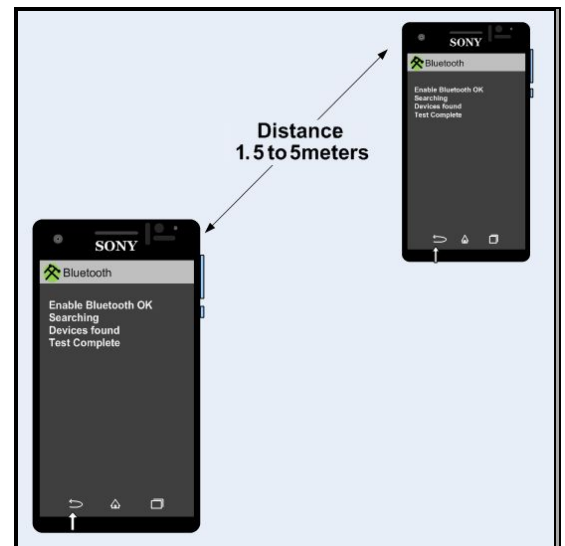 SONY
Bluetooth
Enable Bluetooth OK
Searching
Devices found
Test Complete
Distance
1.5 to 5meters
SONY
Bluetooth
Enable Bluetooth OK
Searching
Devices found
Test Complete